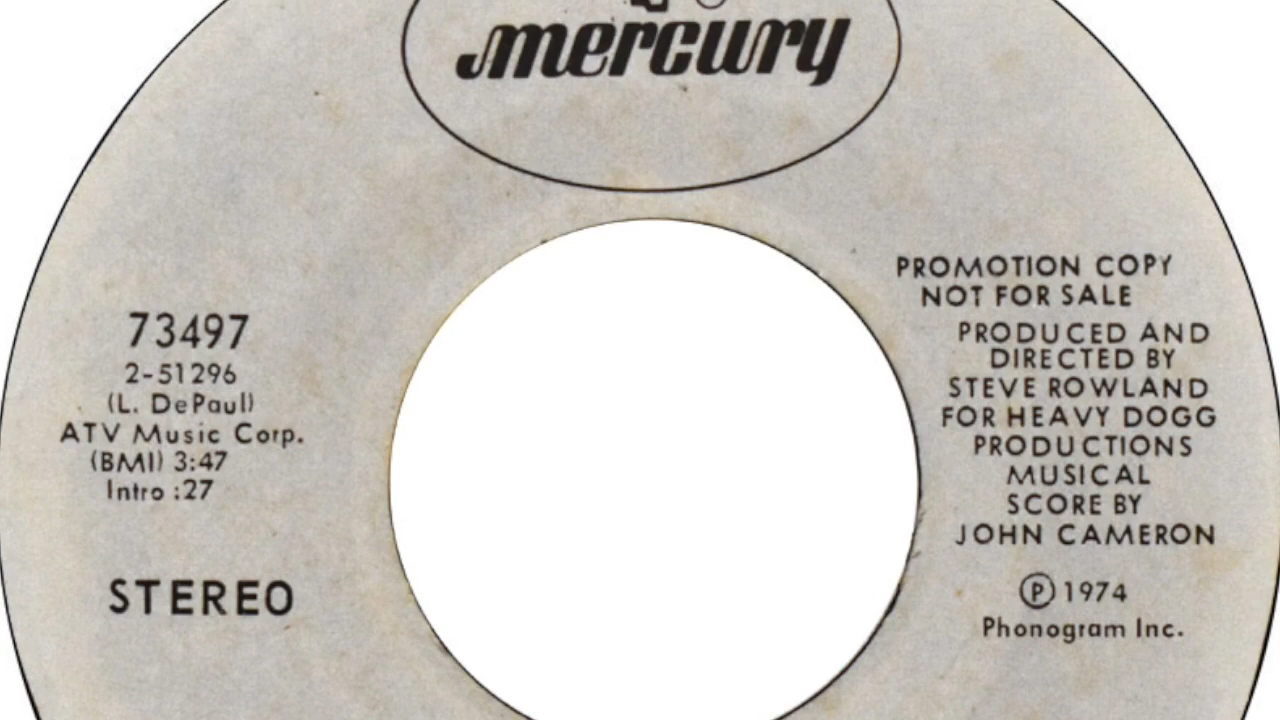 mercury
73497
2-51296
(L. DePaul)
ATV Music Corp.
(BMI) 3:47
Intro :27
STEREO
PROMOTION COPY
NOT FOR SALE
PRODUCED AND
DIRECTED BY
STEVE ROWLAND
FOR HEAVY DOGG
PRODUCTIONS
MUSICAL
SCORE BY
JOHN CAMERON
Ⓟ 1974
Phonogram Inc.